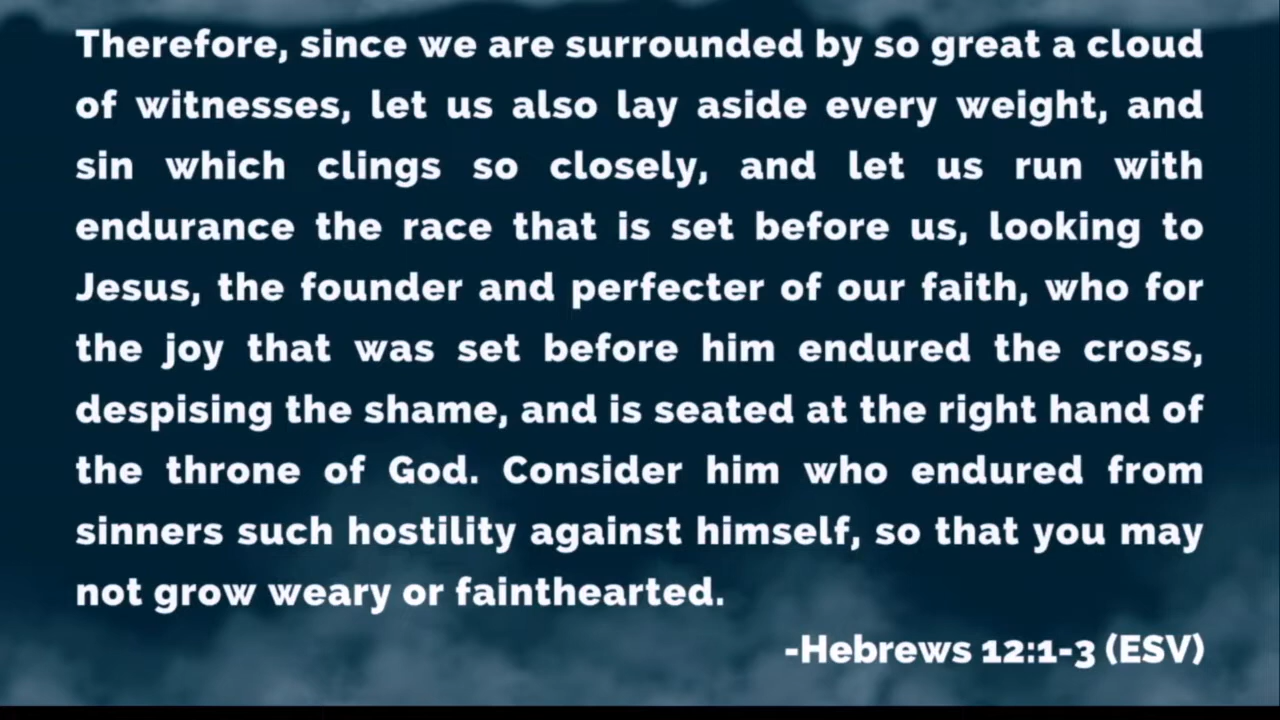 Therefore, since we are surrounded by so great a cloud
of witnesses, let us also lay aside every weight, and
sin which clings so closely, and let us run with
endurance the race that is set before us, looking to
Jesus, the founder and perfecter of our faith, who for
the joy that was set before him endured the cross,
despising the shame, and is seated at the right hand of
the throne of God. Consider him who endured from
sinners such hostility against himself, so that you may
not grow weary or fainthearted.
-Hebrews 12:1-3 (ESV)